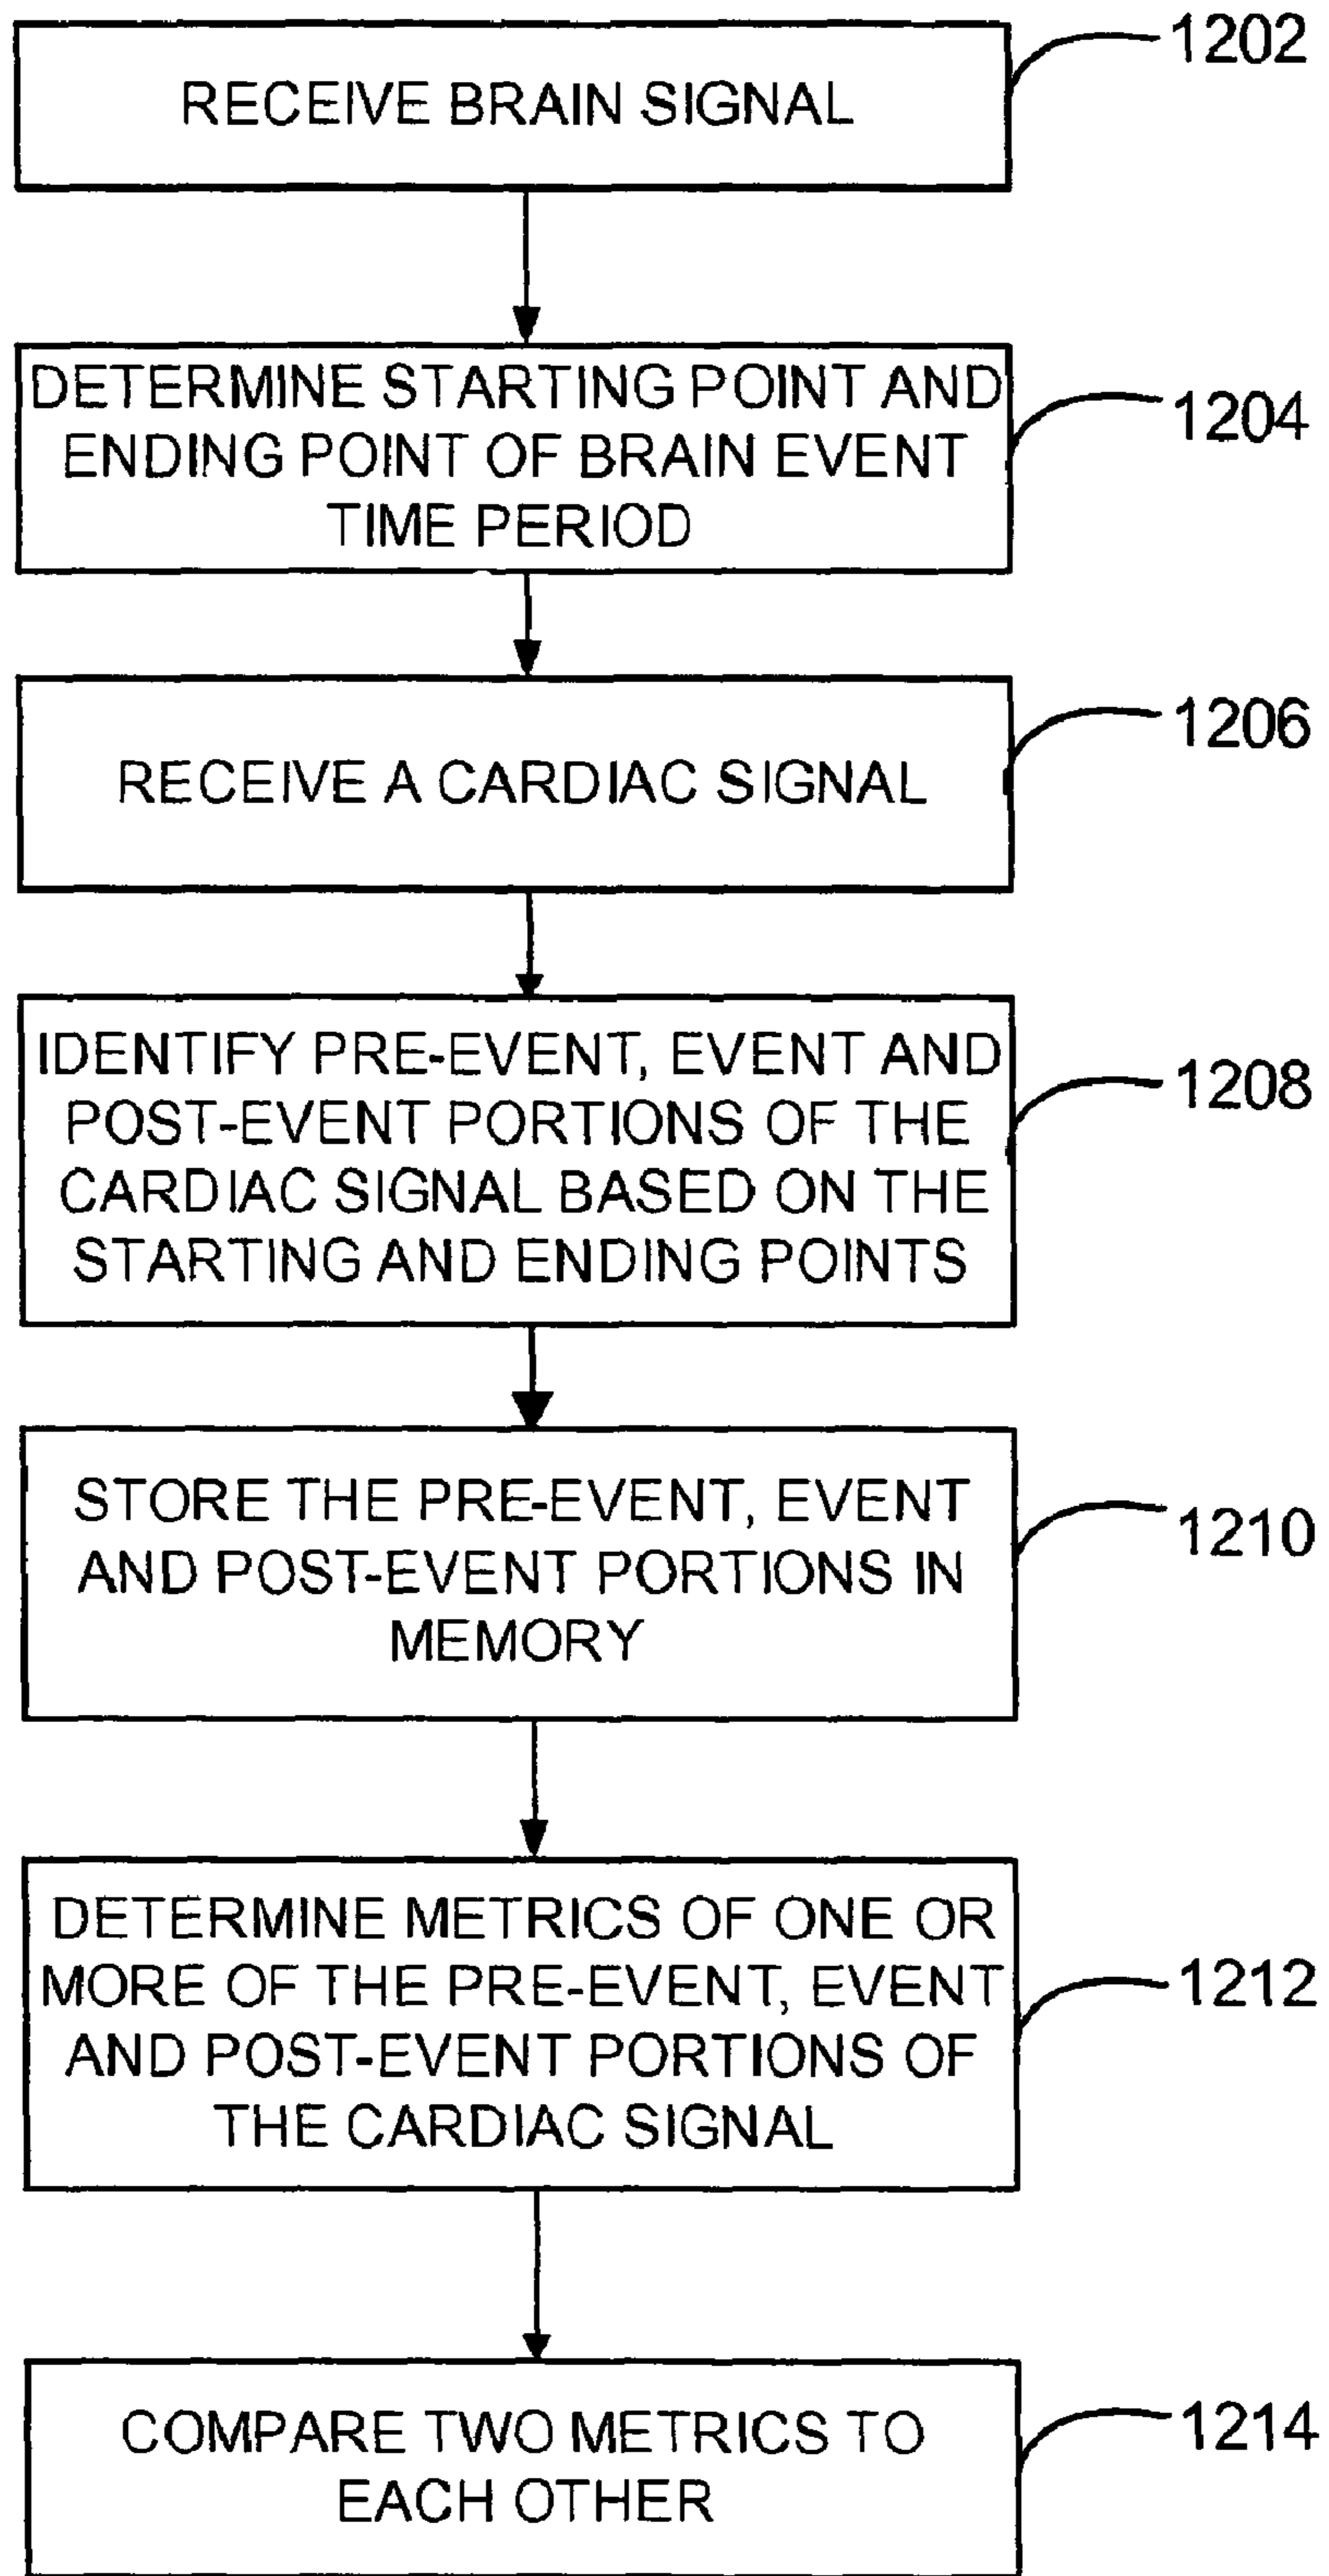 RECEIVE BRAIN SIGNAL
1202
DETERMINE STARTING POINT AND
ENDING POINT OF BRAIN EVENT
TIME PERIOD
1204
RECEIVE A CARDIAC SIGNAL
1206
IDENTIFY PRE-EVENT, EVENT AND
POST-EVENT PORTIONS OF THE
CARDIAC SIGNAL BASED ON THE
STARTING AND ENDING POINTS
1208
STORE THE PRE-EVENT, EVENT
AND POST-EVENT PORTIONS IN
MEMORY
1210
DETERMINE METRICS OF ONE OR
MORE OF THE PRE-EVENT, EVENT
AND POST-EVENT PORTIONS OF
THE CARDIAC SIGNAL
1212
COMPARE TWO METRICS TO
EACH OTHER
1214